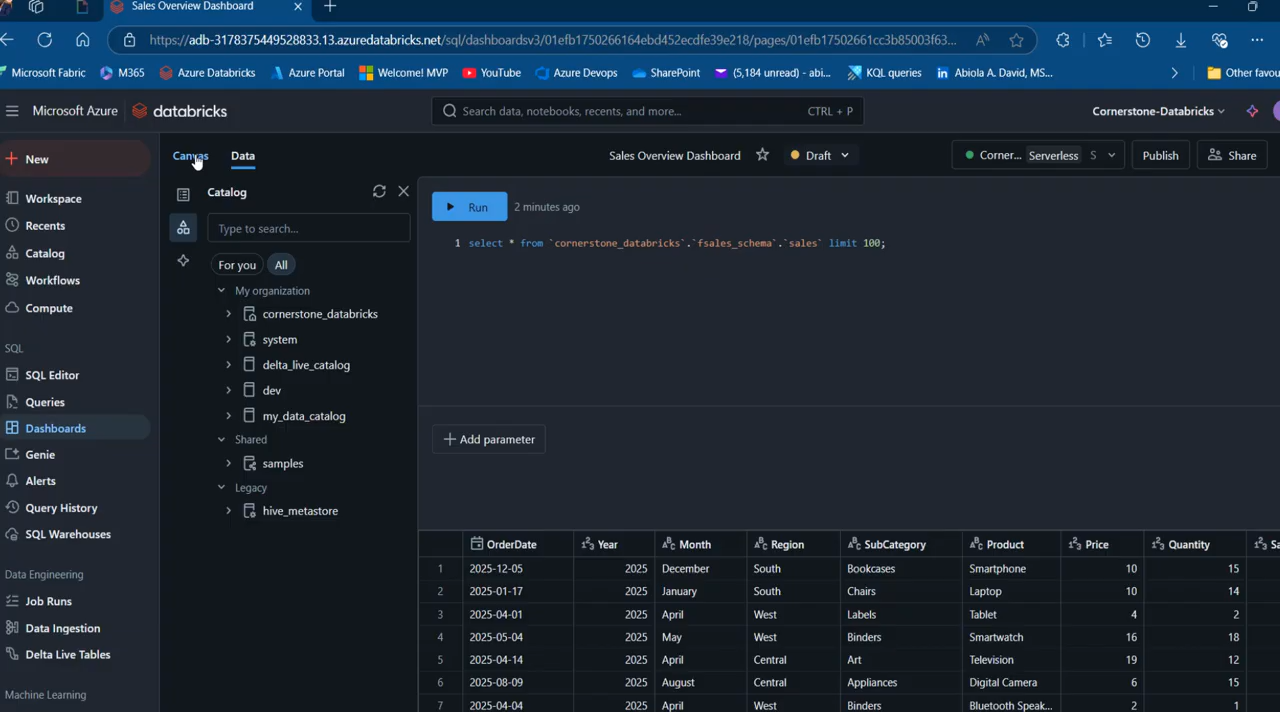 Sales Overview Dashboard
https://adb-3178375449528833.13.azuredatabricks.net/sql/dashboardsv3/01efb1750266164ebd452ecdfe39e218/pages/01efb17502661cc3b85003f63...
Microsoft Fabric M365 Azure Databricks Azure Portal Welcome! MVP YouTube Azure Devops SharePoint (5,184 unread) - abi... KQL queries Abiola A. David, MS... Other favou
Microsoft Azure databricks Search data, notebooks, recents, and more... CTRL + P Cornerstone-Databricks
New
Workspace
Recents
Catalog
Workflows
Compute
SQL
SQL Editor
Queries
Dashboards
Genie
Alerts
Query History
SQL Warehouses
Data Engineering
Job Runs
Data Ingestion
Delta Live Tables
Machine Learning
Canvas Data Sales Overview Dashboard Draft Corner... Serverless S Publish Share
Catalog
Type to search...
For you All
My organization
cornerstone_databricks
system
delta_live_catalog
dev
my_data_catalog
Shared
samples
Legacy
hive_metastore
Run 2 minutes ago
1 select * from `cornerstone_databricks`.`fsales_schema`.`sales` limit 100;
Add parameter
OrderDate Year Month Region SubCategory Product Price Quantity Sa
1 2025-12-05 2025 December South Bookcases Smartphone 10 15
2 2025-01-17 2025 January South Chairs Laptop 10 14
3 2025-04-01 2025 April West Labels Tablet 4 2
4 2025-05-04 2025 May West Binders Smartwatch 16 18
5 2025-04-14 2025 April Central Art Television 19 12
6 2025-08-09 2025 August Central Appliances Digital Camera 6 15
7 2025-04-04 2025 April West Binders Bluetooth Speak... 2 1